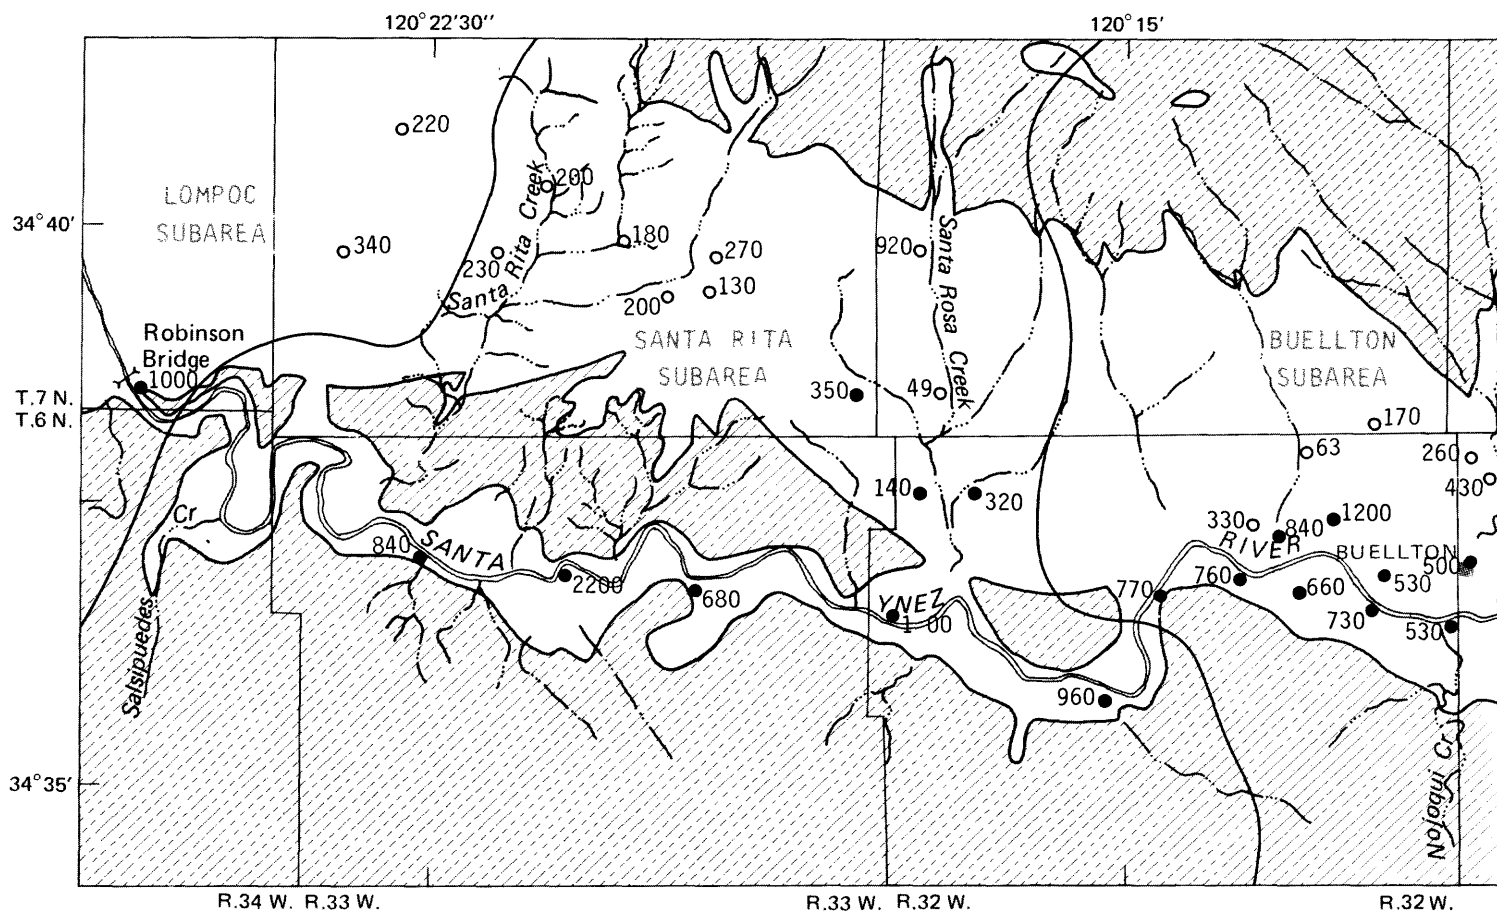 120°22'30''
120°15'
220
LOMPOC
SUBAREA
34°40'
200
Santa Rita Creek
180
340
230
270
920
Santa Rosa Creek
200
130
Robinson
Bridge
1000
SANTA RITA
SUBAREA
BUELLTON
SUBAREA
350
49
T.7 N.
T.6 N.
170
63
260
430
140
320
Cr
330
840
1200
840
SANTA
RIVER
BUELLTON
500
2200
680
770
760
660
530
730
530
YNEZ
Salsipuedes
960
34°35'
Nojoqui Cr
R.34 W. R.33 W.
R.33 W. R.32 W.
R.32 W.